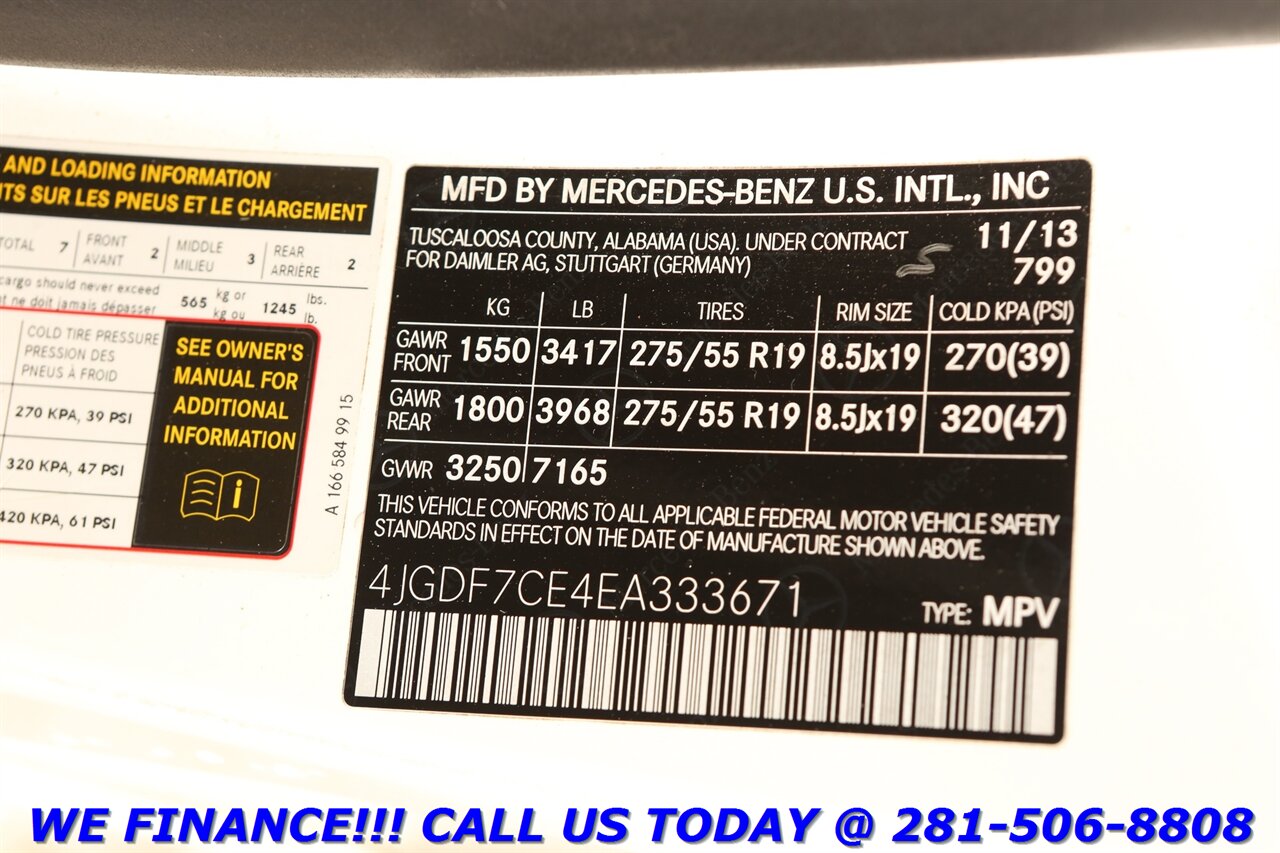 AND LOADING INFORMATION
SUR LES PNEUS ET LE CHARGEMENT
TOTAL 7 FRONT AVANT 2 MIDDLE MILIEU 3 REAR ARRIÈRE 2
cargo should never exceed
ne doit jamais dépasser
565 kg or kg ou 1245 lbs. lb.
COLD TIRE PRESSURE
PRESSION DES
PNEUS À FROID
270 KPA, 39 PSI
320 KPA, 47 PSI
420 KPA, 61 PSI
SEE OWNER'S
MANUAL FOR
ADDITIONAL
INFORMATION
i
A 166 584 99 15
MFD BY MERCEDES-BENZ U.S. INTL., INC
TUSCALOOSA COUNTY, ALABAMA (USA). UNDER CONTRACT
FOR DAIMLER AG, STUTTGART (GERMANY)
11/13
799
KG LB TIRES RIM SIZE COLD KPA (PSI)
GAWR FRONT 1550 3417 275/55 R19 8.5Jx19 270(39)
GAWR REAR 1800 3968 275/55 R19 8.5Jx19 320(47)
GVWR 3250 7165
THIS VEHICLE CONFORMS TO ALL APPLICABLE FEDERAL MOTOR VEHICLE SAFETY
STANDARDS IN EFFECT ON THE DATE OF MANUFACTURE SHOWN ABOVE.
4JGDF7CE4EA333671
TYPE: MPV
WE FINANCE!!! CALL US TODAY @ 281-506-8808